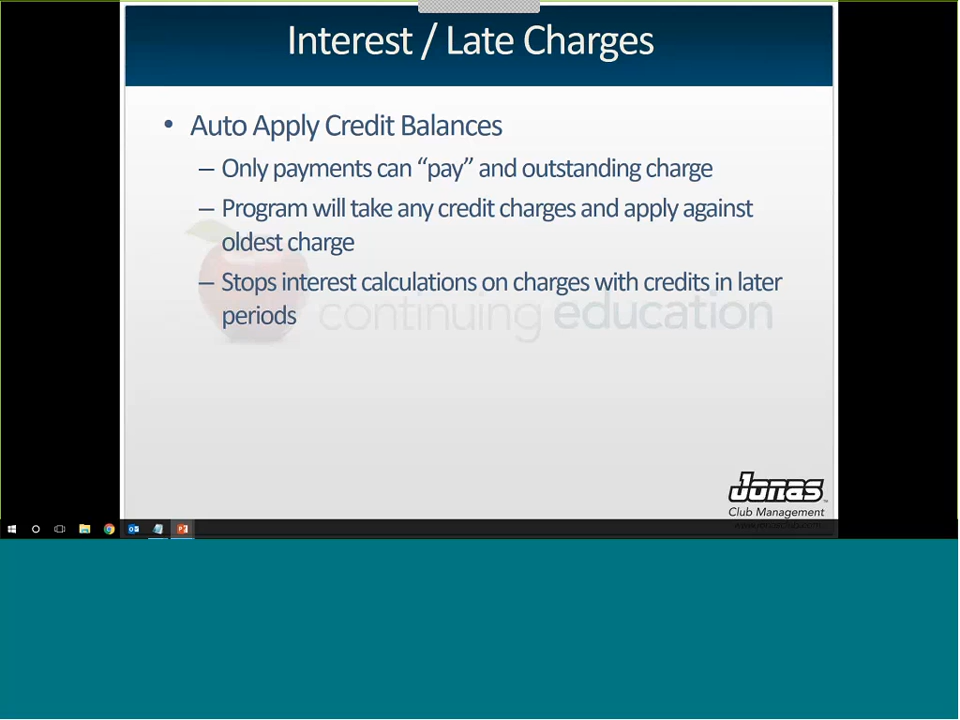 Interest / Late Charges
• Auto Apply Credit Balances
– Only payments can “pay” and outstanding charge
– Program will take any credit charges and apply against
oldest charge
– Stops interest calculations on charges with credits in later
periods
continuing education
Jonas
Club Management